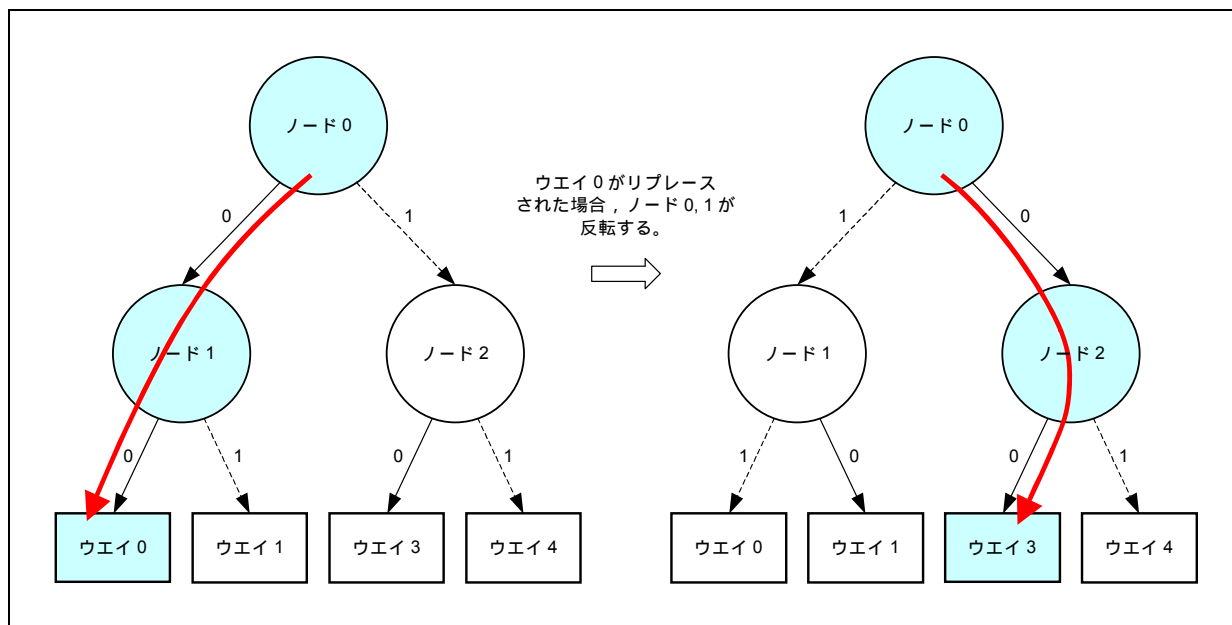 ノード 0
ノード 0
ウエイ 0 がリプレース
された場合 , ノード 0, 1 が
反転する。
0
1
1
0
ノード 1
ノード 2
ノード 1
ノード 2
0
1
0
1
1
0
0
1
ウエイ 0
ウエイ 1
ウエイ 3
ウエイ 4
ウエイ 0
ウエイ 1
ウエイ 3
ウエイ 4